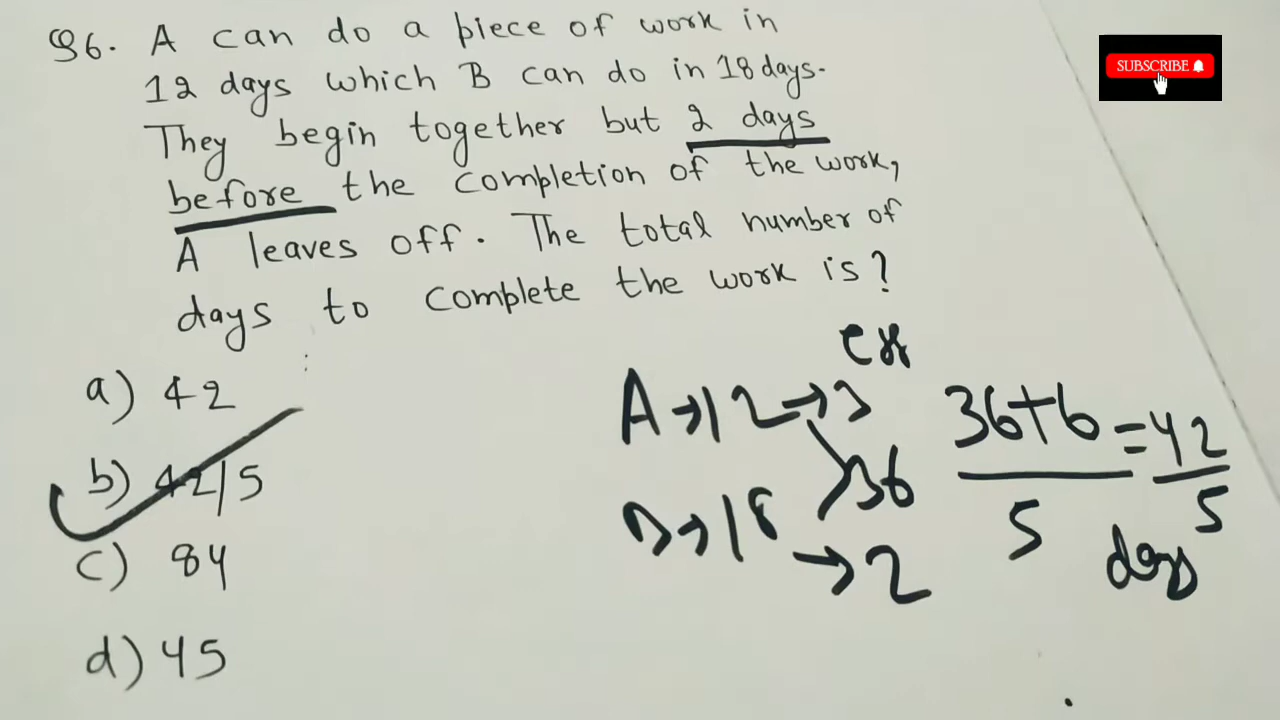 Q6. A can do a piece of work in
12 days which B can do in 18 days.
They begin together but 2 days
before the completion of the work,
A leaves off. The total number of
days to complete the work is?
a) 42
b) 42/5
c) 84
d) 45
A → 12 → 3
36
B → 18 → 2
36+6 = 42
5 5
days
SUBSCRIBE